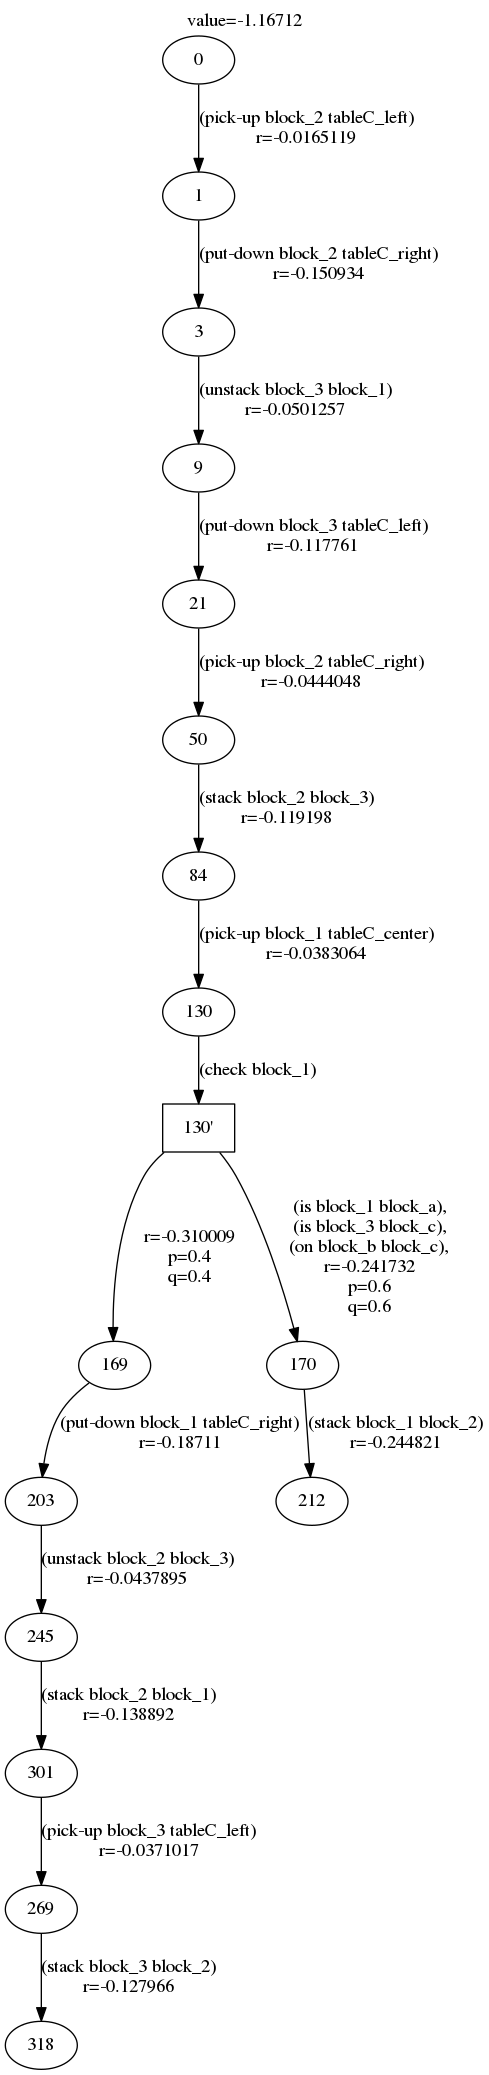 value=-1.16712
0
(pick-up block_2 tableC_left)
r=-0.0165119
1
(put-down block_2 tableC_right)
r=-0.150934
3
(unstack block_3 block_1)
r=-0.0501257
9
(put-down block_3 tableC_left)
r=-0.117761
21
(pick-up block_2 tableC_right)
r=-0.0444048
50
(stack block_2 block_3)
r=-0.119198
84
(pick-up block_1 tableC_center)
r=-0.0383064
130
(check block_1)
130'
r=-0.310009
p=0.4
q=0.4
(is block_1 block_a),
(is block_3 block_c),
(on block_b block_c),
r=-0.241732
p=0.6
q=0.6
169
170
(put-down block_1 tableC_right)
r=-0.18711
(stack block_1 block_2)
r=-0.244821
203
212
(unstack block_2 block_3)
r=-0.0437895
245
(stack block_2 block_1)
r=-0.138892
301
(pick-up block_3 tableC_left)
r=-0.0371017
269
(stack block_3 block_2)
r=-0.127966
318